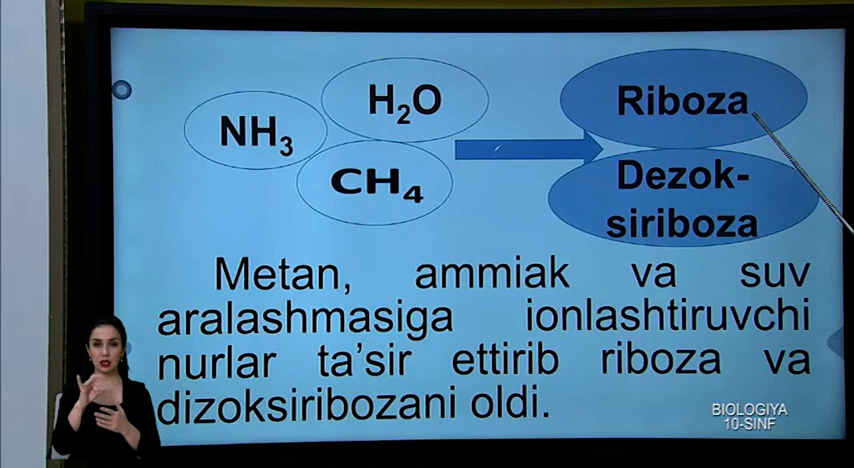 NH₃
H₂O
CH₄
Riboza
Dezok-
siriboza
Metan, ammiak va suv
aralashmasiga ionlashtiruvchi
nurlar ta’sir ettirib riboza va
dizoksiribozani oldi.
BIOLOGIYA
10-SINF